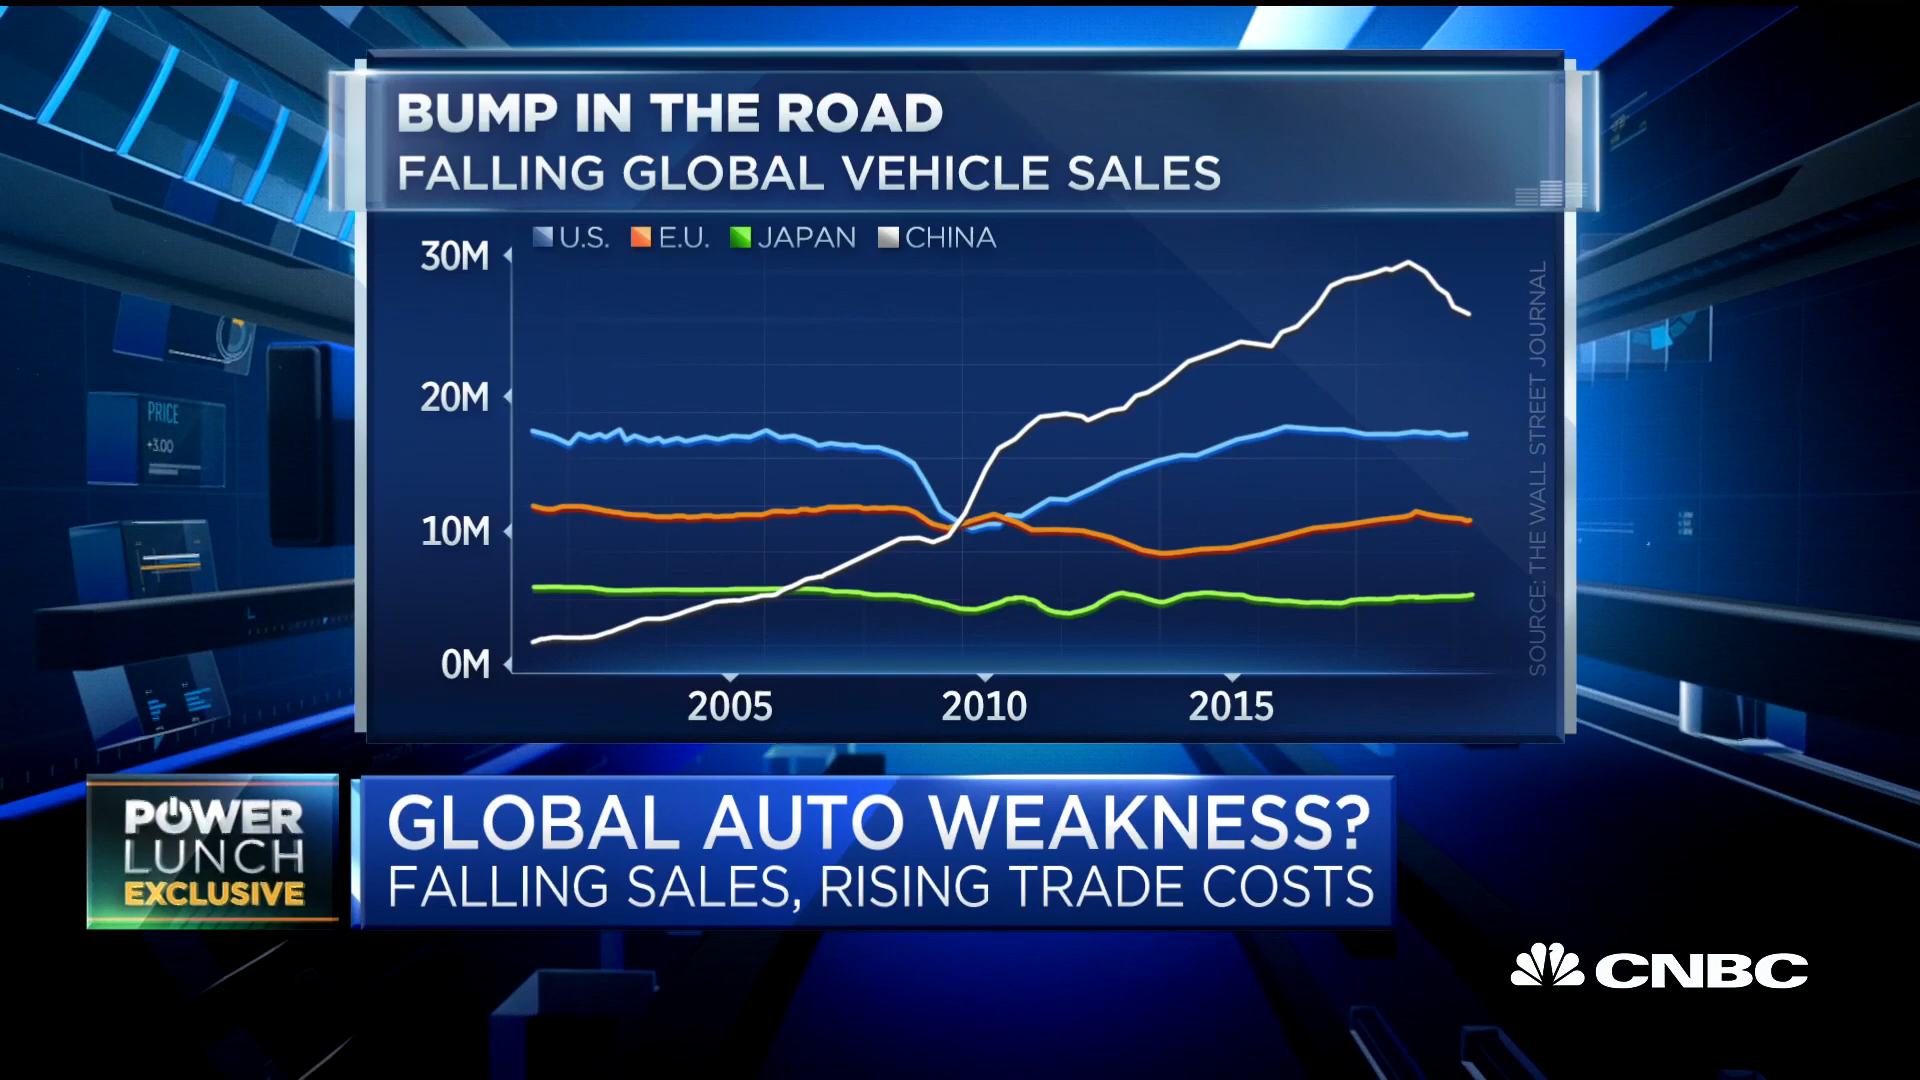 BUMP IN THE ROAD
FALLING GLOBAL VEHICLE SALES
U.S. E.U. JAPAN CHINA
30M
20M
10M
0M
2005 2010 2015
SOURCE: THE WALL STREET JOURNAL
PRICE
+3.00
POWER
LUNCH
EXCLUSIVE
GLOBAL AUTO WEAKNESS?
FALLING SALES, RISING TRADE COSTS
CNBC